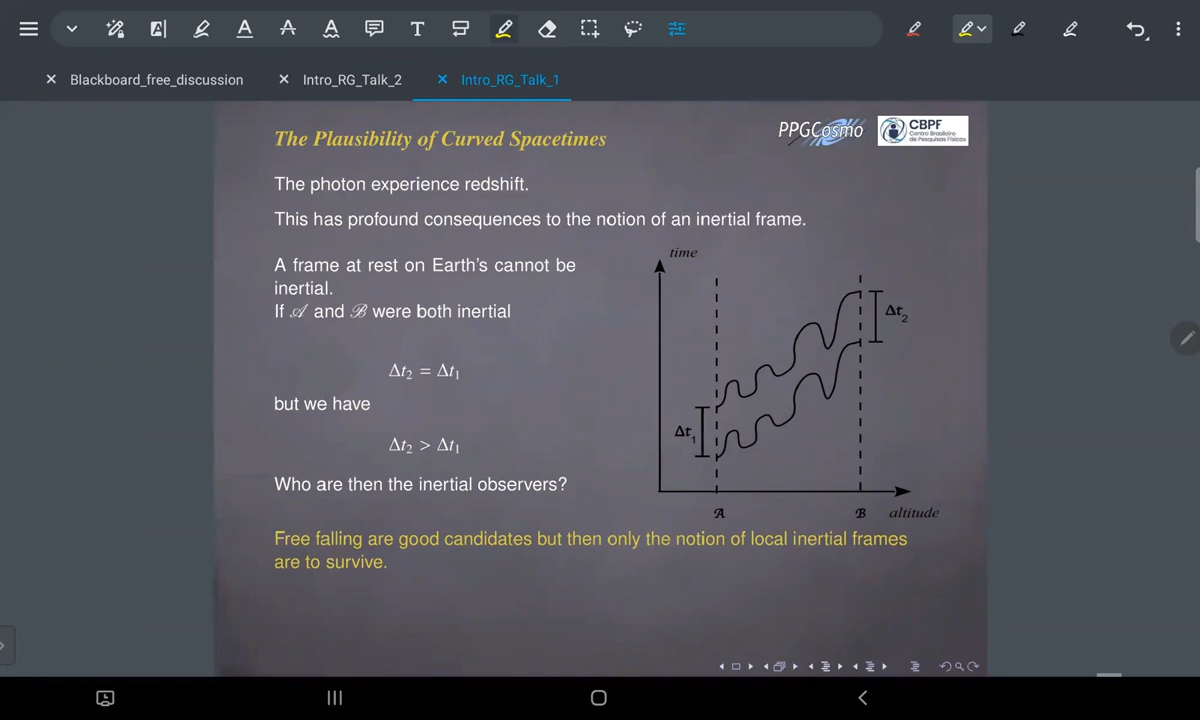 Blackboard_free_discussion
Intro_RG_Talk_2
Intro_RG_Talk_1
The Plausibility of Curved Spacetimes
PPGCosmo
CBPF
Centro Brasileiro
de Pesquisas Físicas
The photon experience redshift.
This has profound consequences to the notion of an inertial frame.
A frame at rest on Earth's cannot be
inertial.
If 𝒜 and ℬ were both inertial
Δt₂ = Δt₁
but we have
Δt₂ > Δt₁
Who are then the inertial observers?
time
Δt₂
Δt₁
𝒜
ℬ
altitude
Free falling are good candidates but then only the notion of local inertial frames
are to survive.